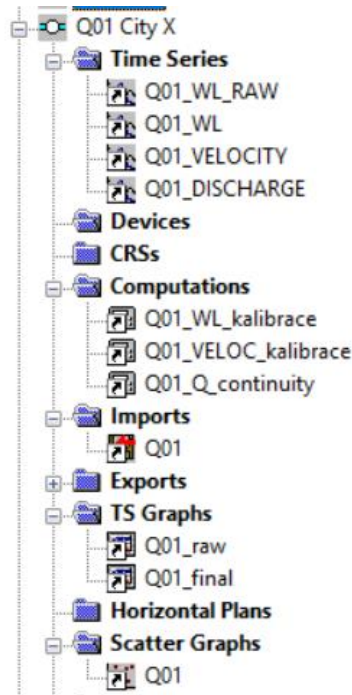 Q01 City X
Time Series
Q01_WL_RAW
Q01_WL
Q01_VELOCITY
Q01_DISCHARGE
Devices
CRSs
Computations
Q01_WL_kalibrace
Q01_VELOC_kalibrace
Q01_Q_continuity
Imports
Q01
Exports
TS Graphs
Q01_raw
Q01_final
Horizontal Plans
Scatter Graphs
Q01